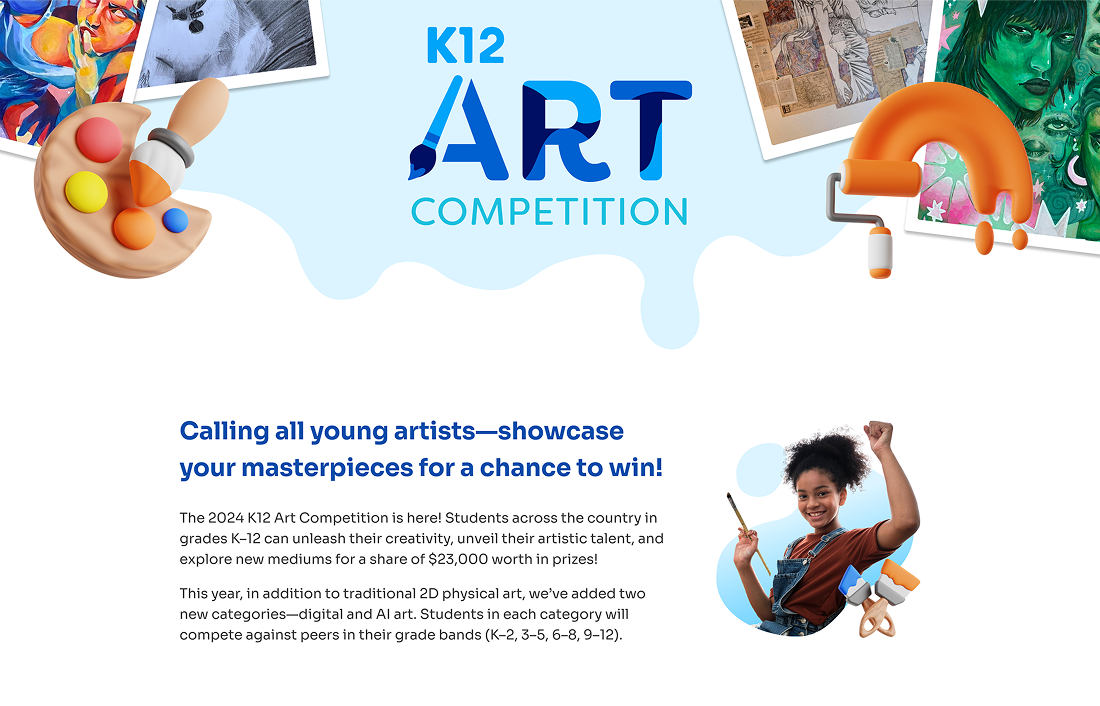 K12
ART
COMPETITION
Calling all young artists—showcase
your masterpieces for a chance to win!
The 2024 K12 Art Competition is here! Students across the country in
grades K–12 can unleash their creativity, unveil their artistic talent, and
explore new mediums for a share of $23,000 worth in prizes!
This year, in addition to traditional 2D physical art, we’ve added two
new categories—digital and AI art. Students in each category will
compete against peers in their grade bands (K–2, 3–5, 6–8, 9–12).